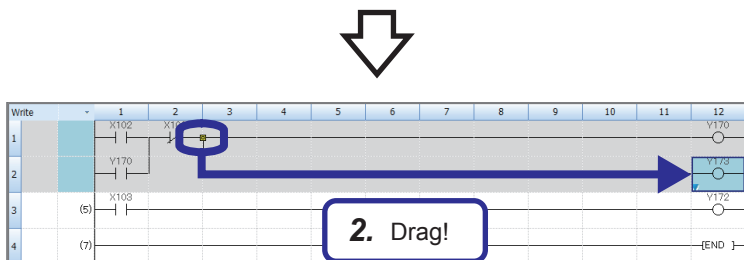 Write 1 2 3 4 5 6 7 8 9 10 11 12
X102 Y170
1
Y170 Y173
2
X103 Y172
3 (5)
4 (7) [END ]
2. Drag!